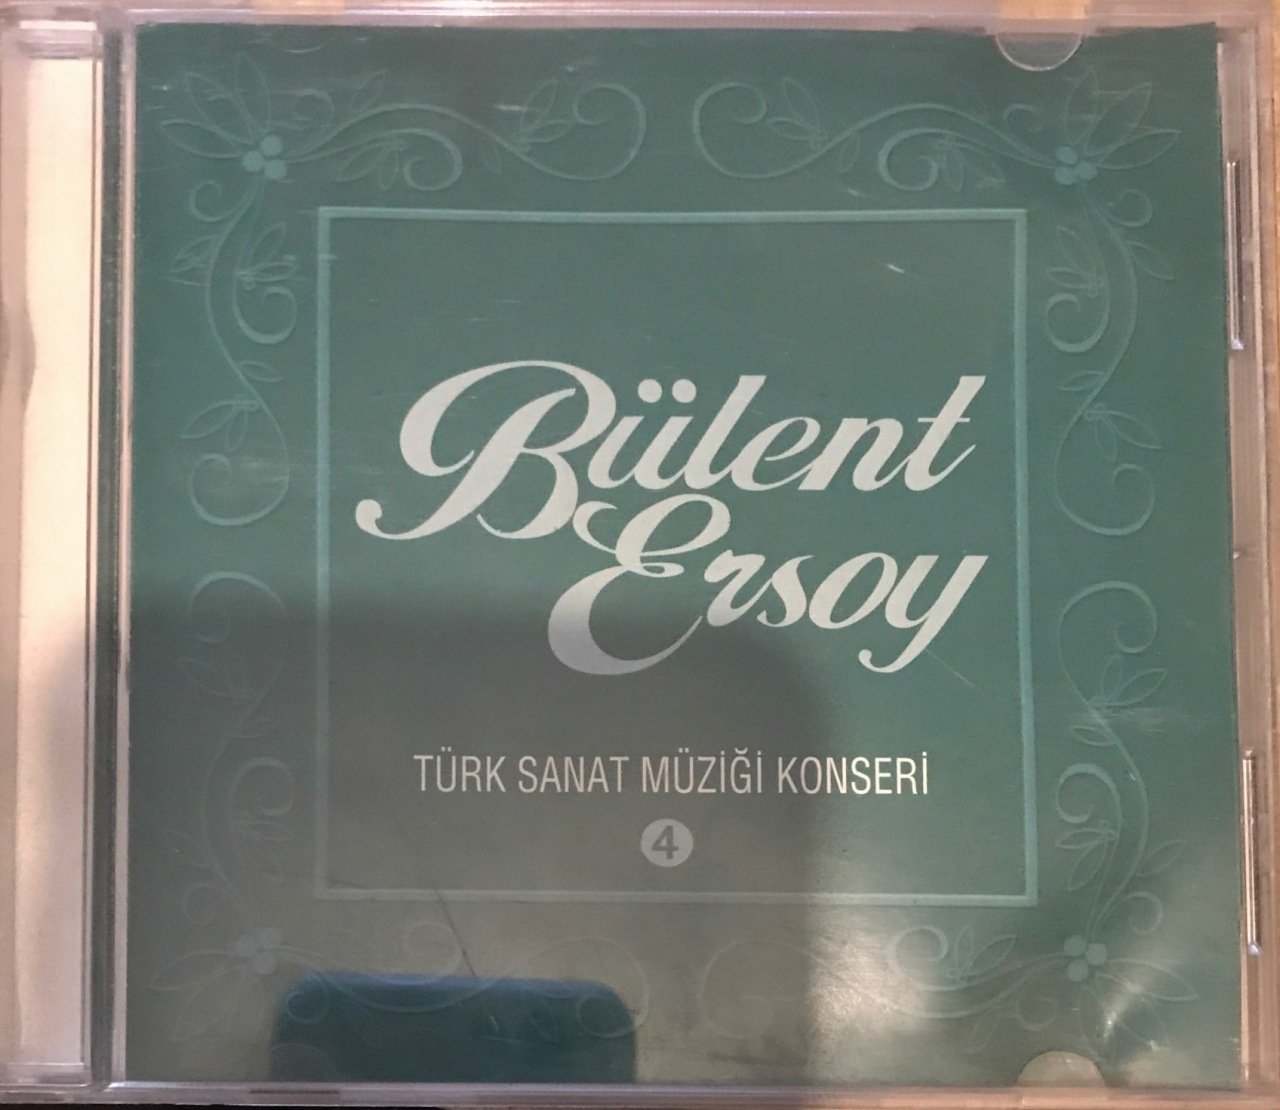 Bülent
Ersoy
TÜRK SANAT MÜZİĞİ KONSERİ
4